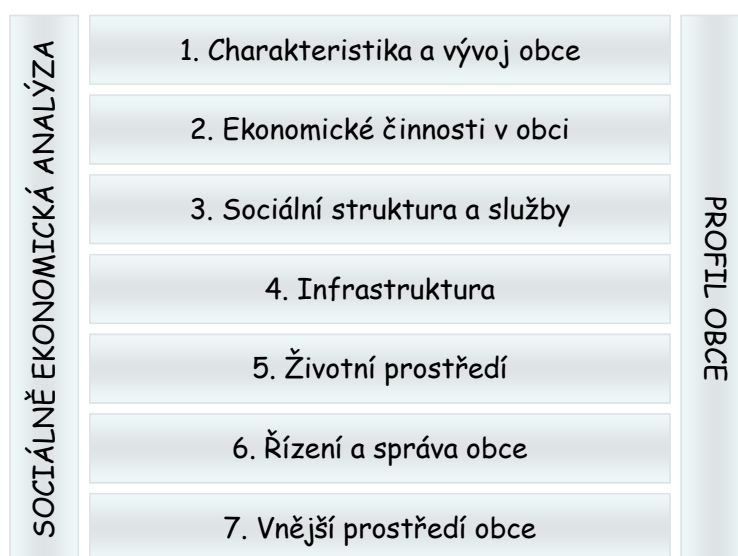 SOCIÁLNĚ EKONOMICKÁ ANALÝZA
1. Charakteristika a vývoj obce
2. Ekonomické činnosti v obci
3. Sociální struktura a služby
4. Infrastruktura
5. Životní prostředí
6. Řízení a správa obce
7. Vnější prostředí obce
PROFIL OBCE